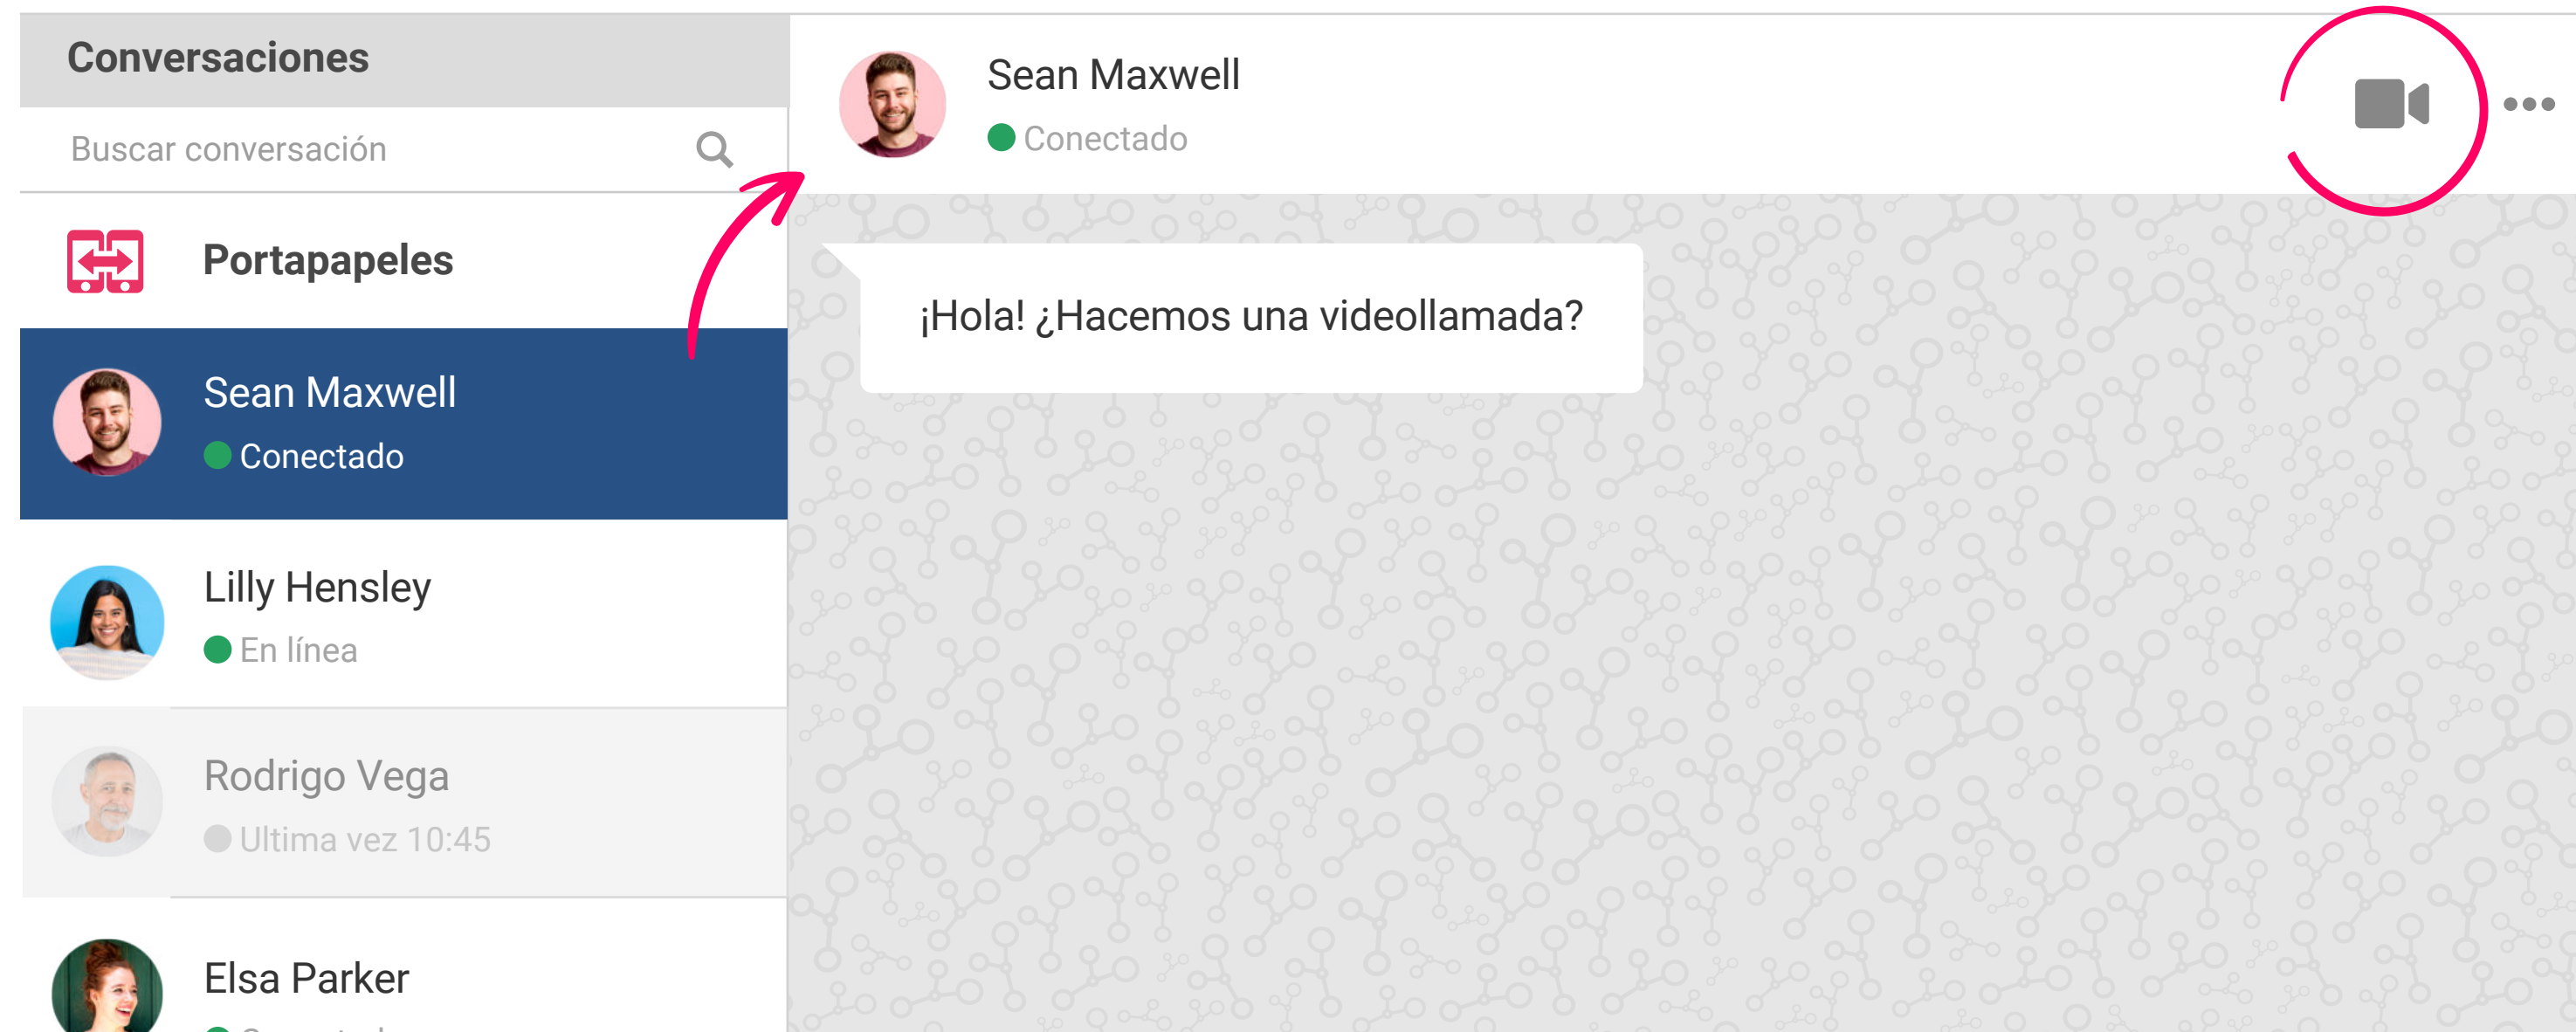 Conversaciones
Buscar conversación
Portapapeles
Sean Maxwell
Conectado
Lilly Hensley
En línea
Rodrigo Vega
Ultima vez 10:45
Elsa Parker
Sean Maxwell
Conectado
¡Hola! ¿Hacemos una videollamada?